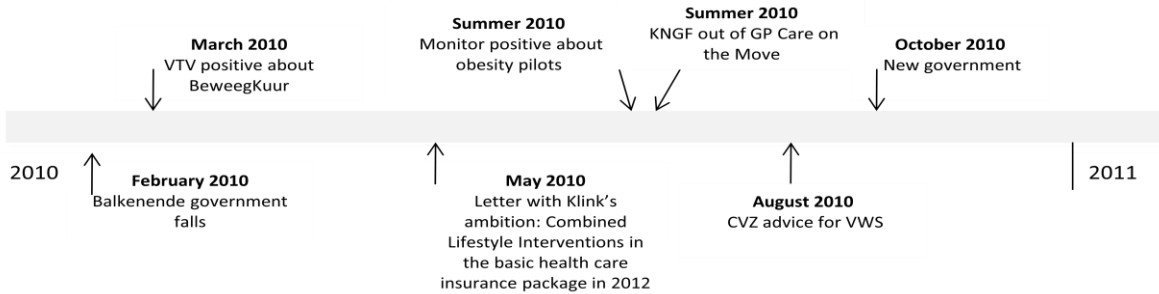 March 2010
VTV positive about
BeweegKuur
Summer 2010
Monitor positive about
obesity pilots
Summer 2010
KNGF out of GP Care on
the Move
October 2010
New government
2010
February 2010
Balkenende government
falls
May 2010
Letter with Klink's
ambition: Combined
Lifestyle Interventions in
the basic health care
insurance package in 2012
August 2010
CVZ advice for VWS
2011